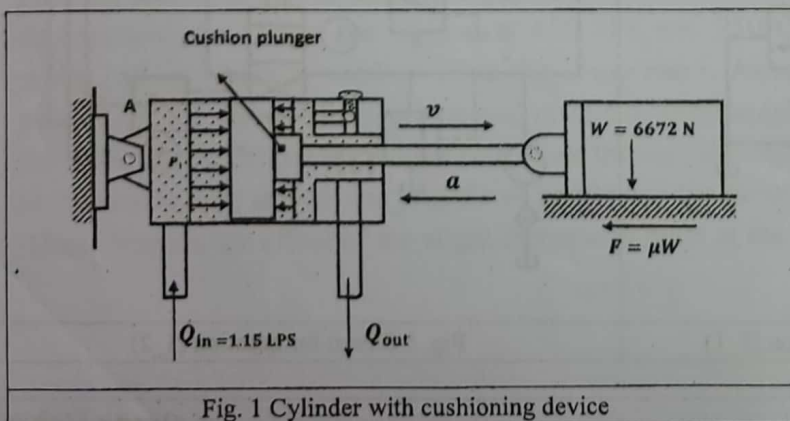 Cushion plunger
A
v
W = 6672 N
P₁
a
F = μW
Qin =1.15 LPS
Qout
Fig. 1 Cylinder with cushioning device